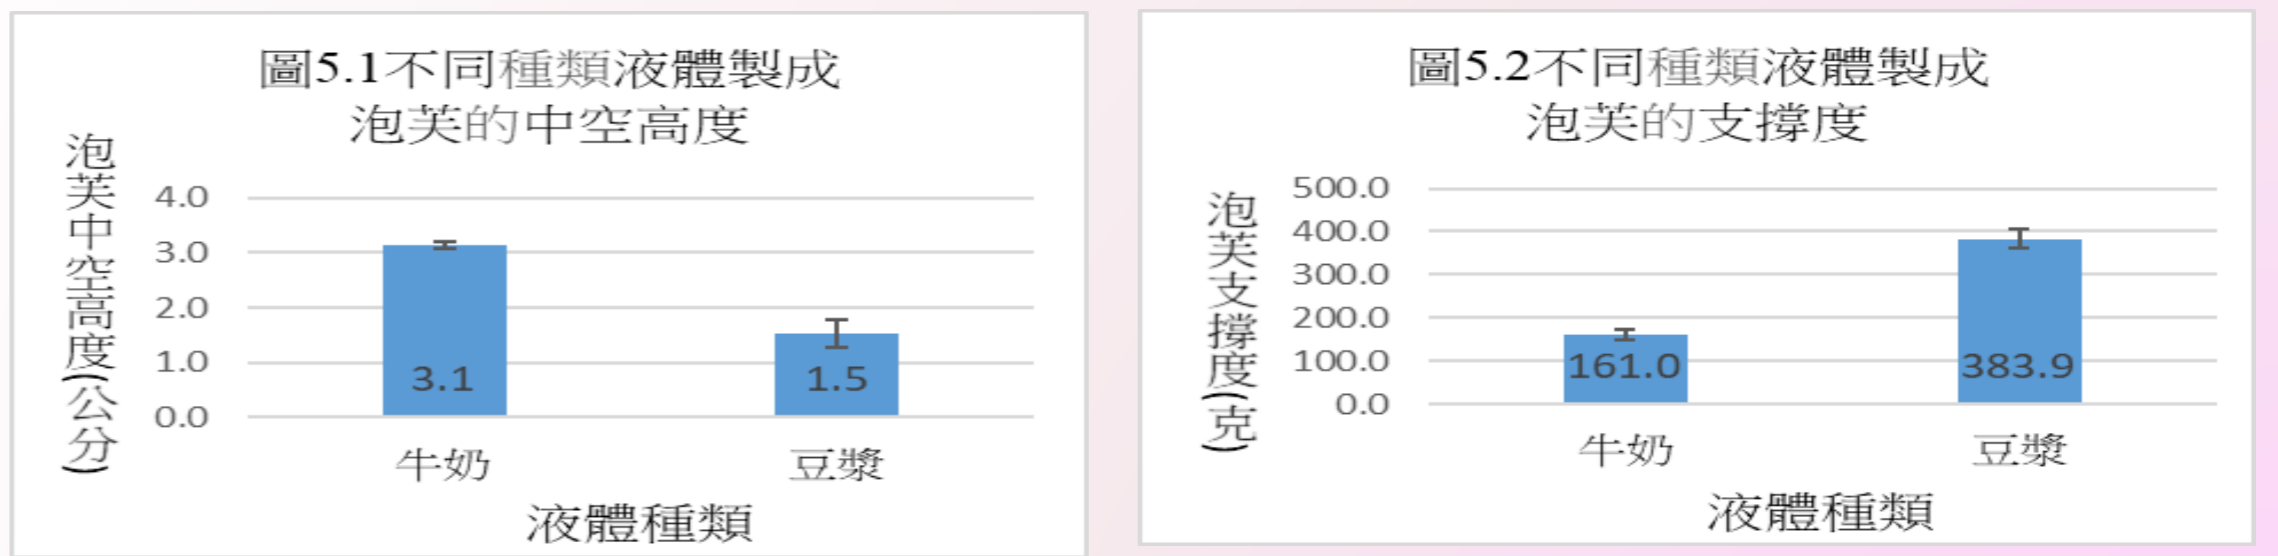 圖5.1不同種類液體製成
泡芙的中空高度
泡芙中空高度(公分)
4.0
3.0
2.0
1.0
0.0
3.1
1.5
牛奶
豆漿
液體種類
圖5.2不同種類液體製成
泡芙的支撐度
泡芙支撐度(克)
500.0
400.0
300.0
200.0
100.0
0.0
161.0
383.9
牛奶
豆漿
液體種類